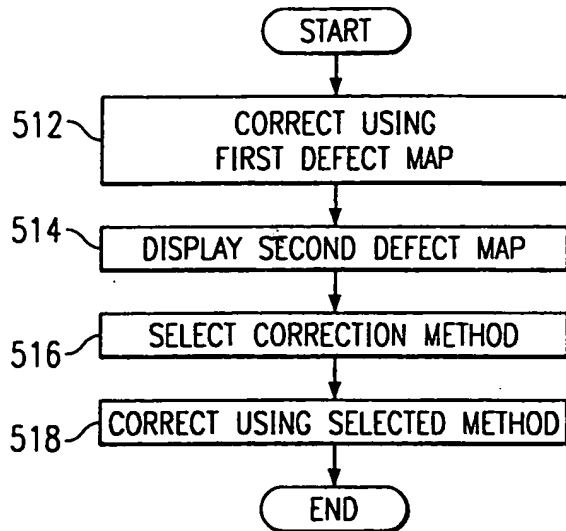 START
512
CORRECT USING
FIRST DEFECT MAP
514
DISPLAY SECOND DEFECT MAP
516
SELECT CORRECTION METHOD
518
CORRECT USING SELECTED METHOD
END